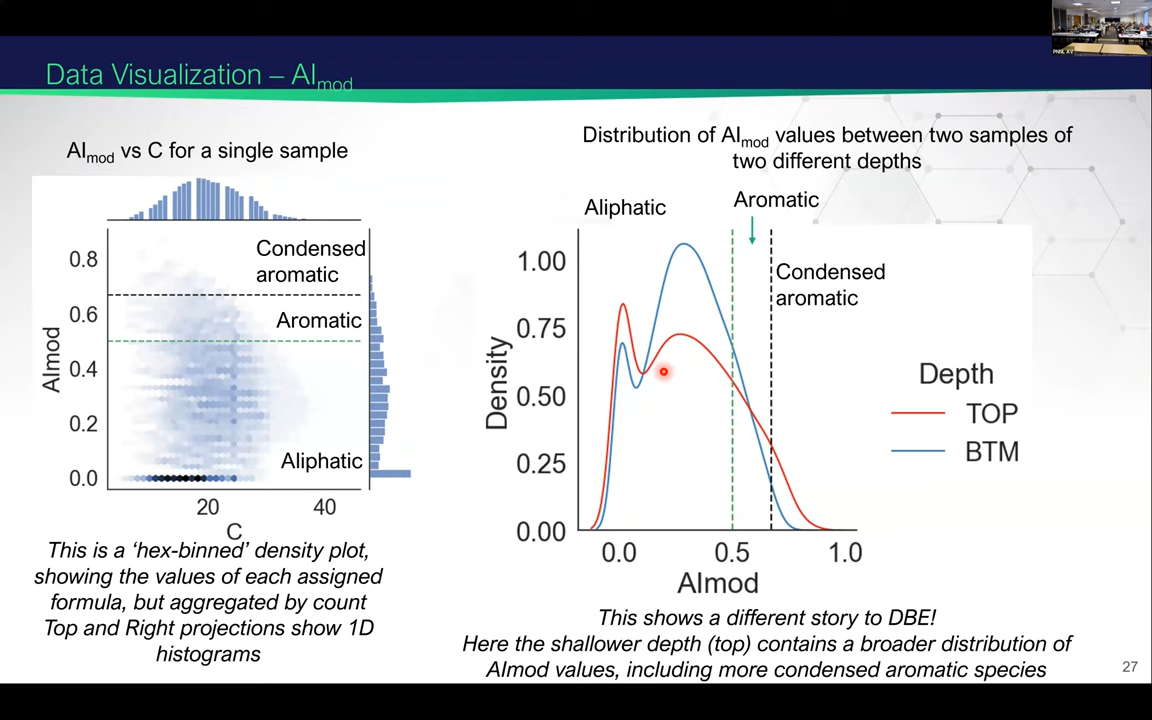 PNNL AV
Data Visualization – AImod
AImod vs C for a single sample
Condensed
aromatic
Aromatic
Aliphatic
0.8
0.6
0.4
0.2
0.0
AImod
20
40
C
This is a ‘hex-binned’ density plot,
showing the values of each assigned
formula, but aggregated by count
Top and Right projections show 1D
histograms
Distribution of AImod values between two samples of
two different depths
Aliphatic
Aromatic
Condensed
aromatic
1.00
0.75
0.50
0.25
0.00
Density
0.0
0.5
1.0
AImod
Depth
TOP
BTM
This shows a different story to DBE!
Here the shallower depth (top) contains a broader distribution of
AImod values, including more condensed aromatic species
27